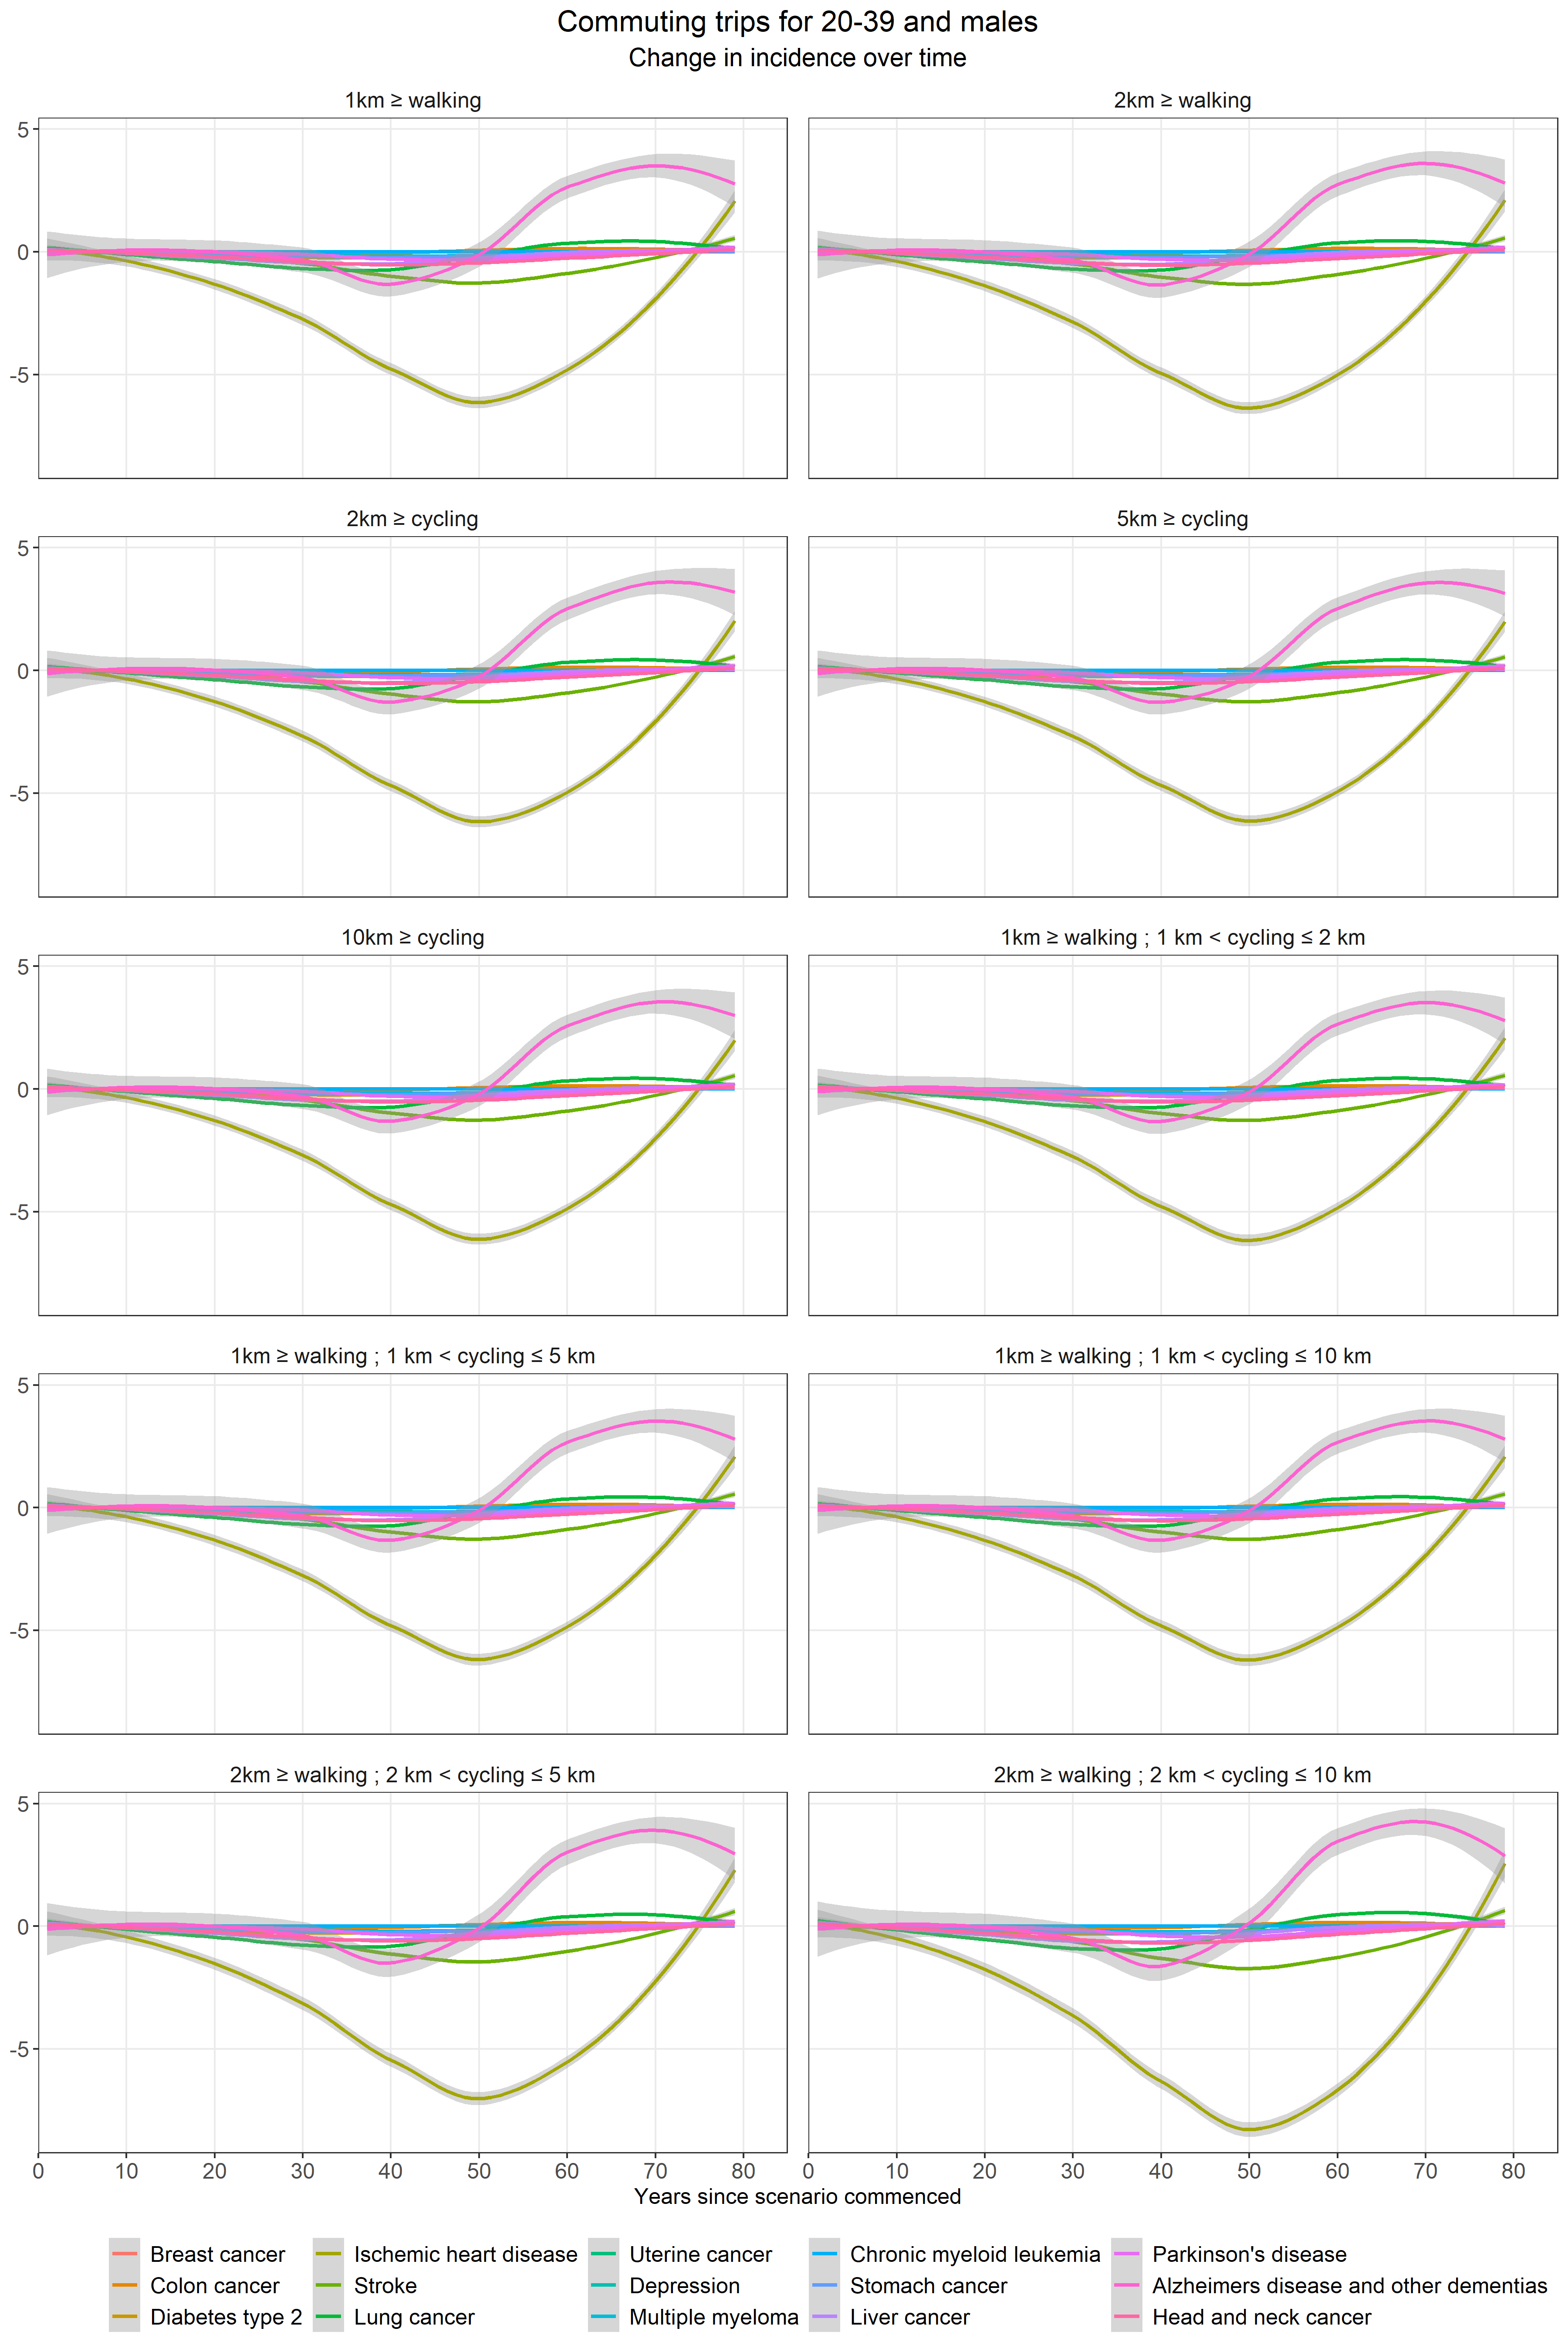 Commuting trips for 20-39 and males
Change in incidence over time
1km ≥ walking
2km ≥ walking
5
0
-5
2km ≥ cycling
5km ≥ cycling
5
0
-5
10km ≥ cycling
1km ≥ walking ; 1 km < cycling ≤ 2 km
5
0
-5
1km ≥ walking ; 1 km < cycling ≤ 5 km
1km ≥ walking ; 1 km < cycling ≤ 10 km
5
0
-5
2km ≥ walking ; 2 km < cycling ≤ 5 km
2km ≥ walking ; 2 km < cycling ≤ 10 km
5
0
-5
0 10 20 30 40 50 60 70 80
0 10 20 30 40 50 60 70 80
Years since scenario commenced
Breast cancer Ischemic heart disease Uterine cancer Chronic myeloid leukemia Parkinson's disease
Colon cancer Stroke Depression Stomach cancer Alzheimers disease and other dementias
Diabetes type 2 Lung cancer Multiple myeloma Liver cancer Head and neck cancer